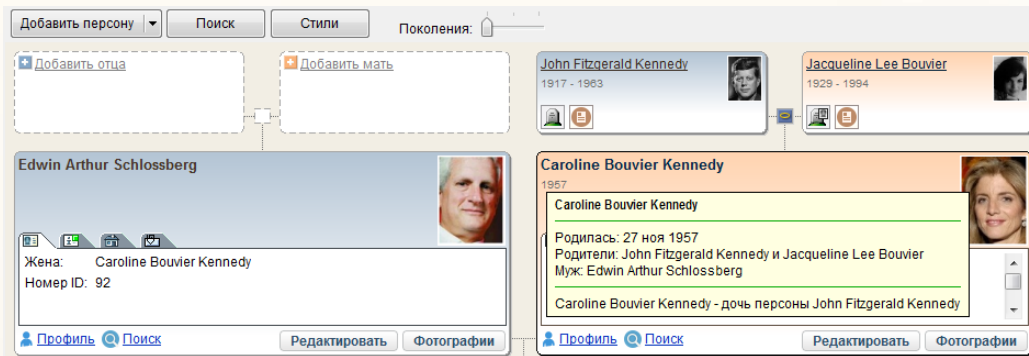 Добавить персону
Поиск
Стили
Поколения:
Добавить отца
Добавить мать
John Fitzgerald Kennedy
1917 - 1963
Jacqueline Lee Bouvier
1929 - 1994
Edwin Arthur Schlossberg
Жена: Caroline Bouvier Kennedy
Номер ID: 92
Профиль
Поиск
Редактировать
Фотографии
Caroline Bouvier Kennedy
1957
Caroline Bouvier Kennedy
Родилась: 27 ноя 1957
Родители: John Fitzgerald Kennedy и Jacqueline Lee Bouvier
Муж: Edwin Arthur Schlossberg
Caroline Bouvier Kennedy - дочь персоны John Fitzgerald Kennedy
Профиль
Поиск
Редактировать
Фотографии